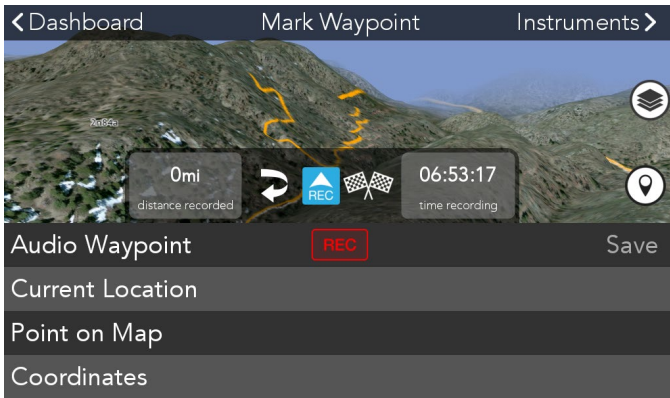 Dashboard Mark Waypoint Instruments
0mi 06:53:17
distance recorded REC time recording
Audio Waypoint REC Save
Current Location
Point on Map
Coordinates